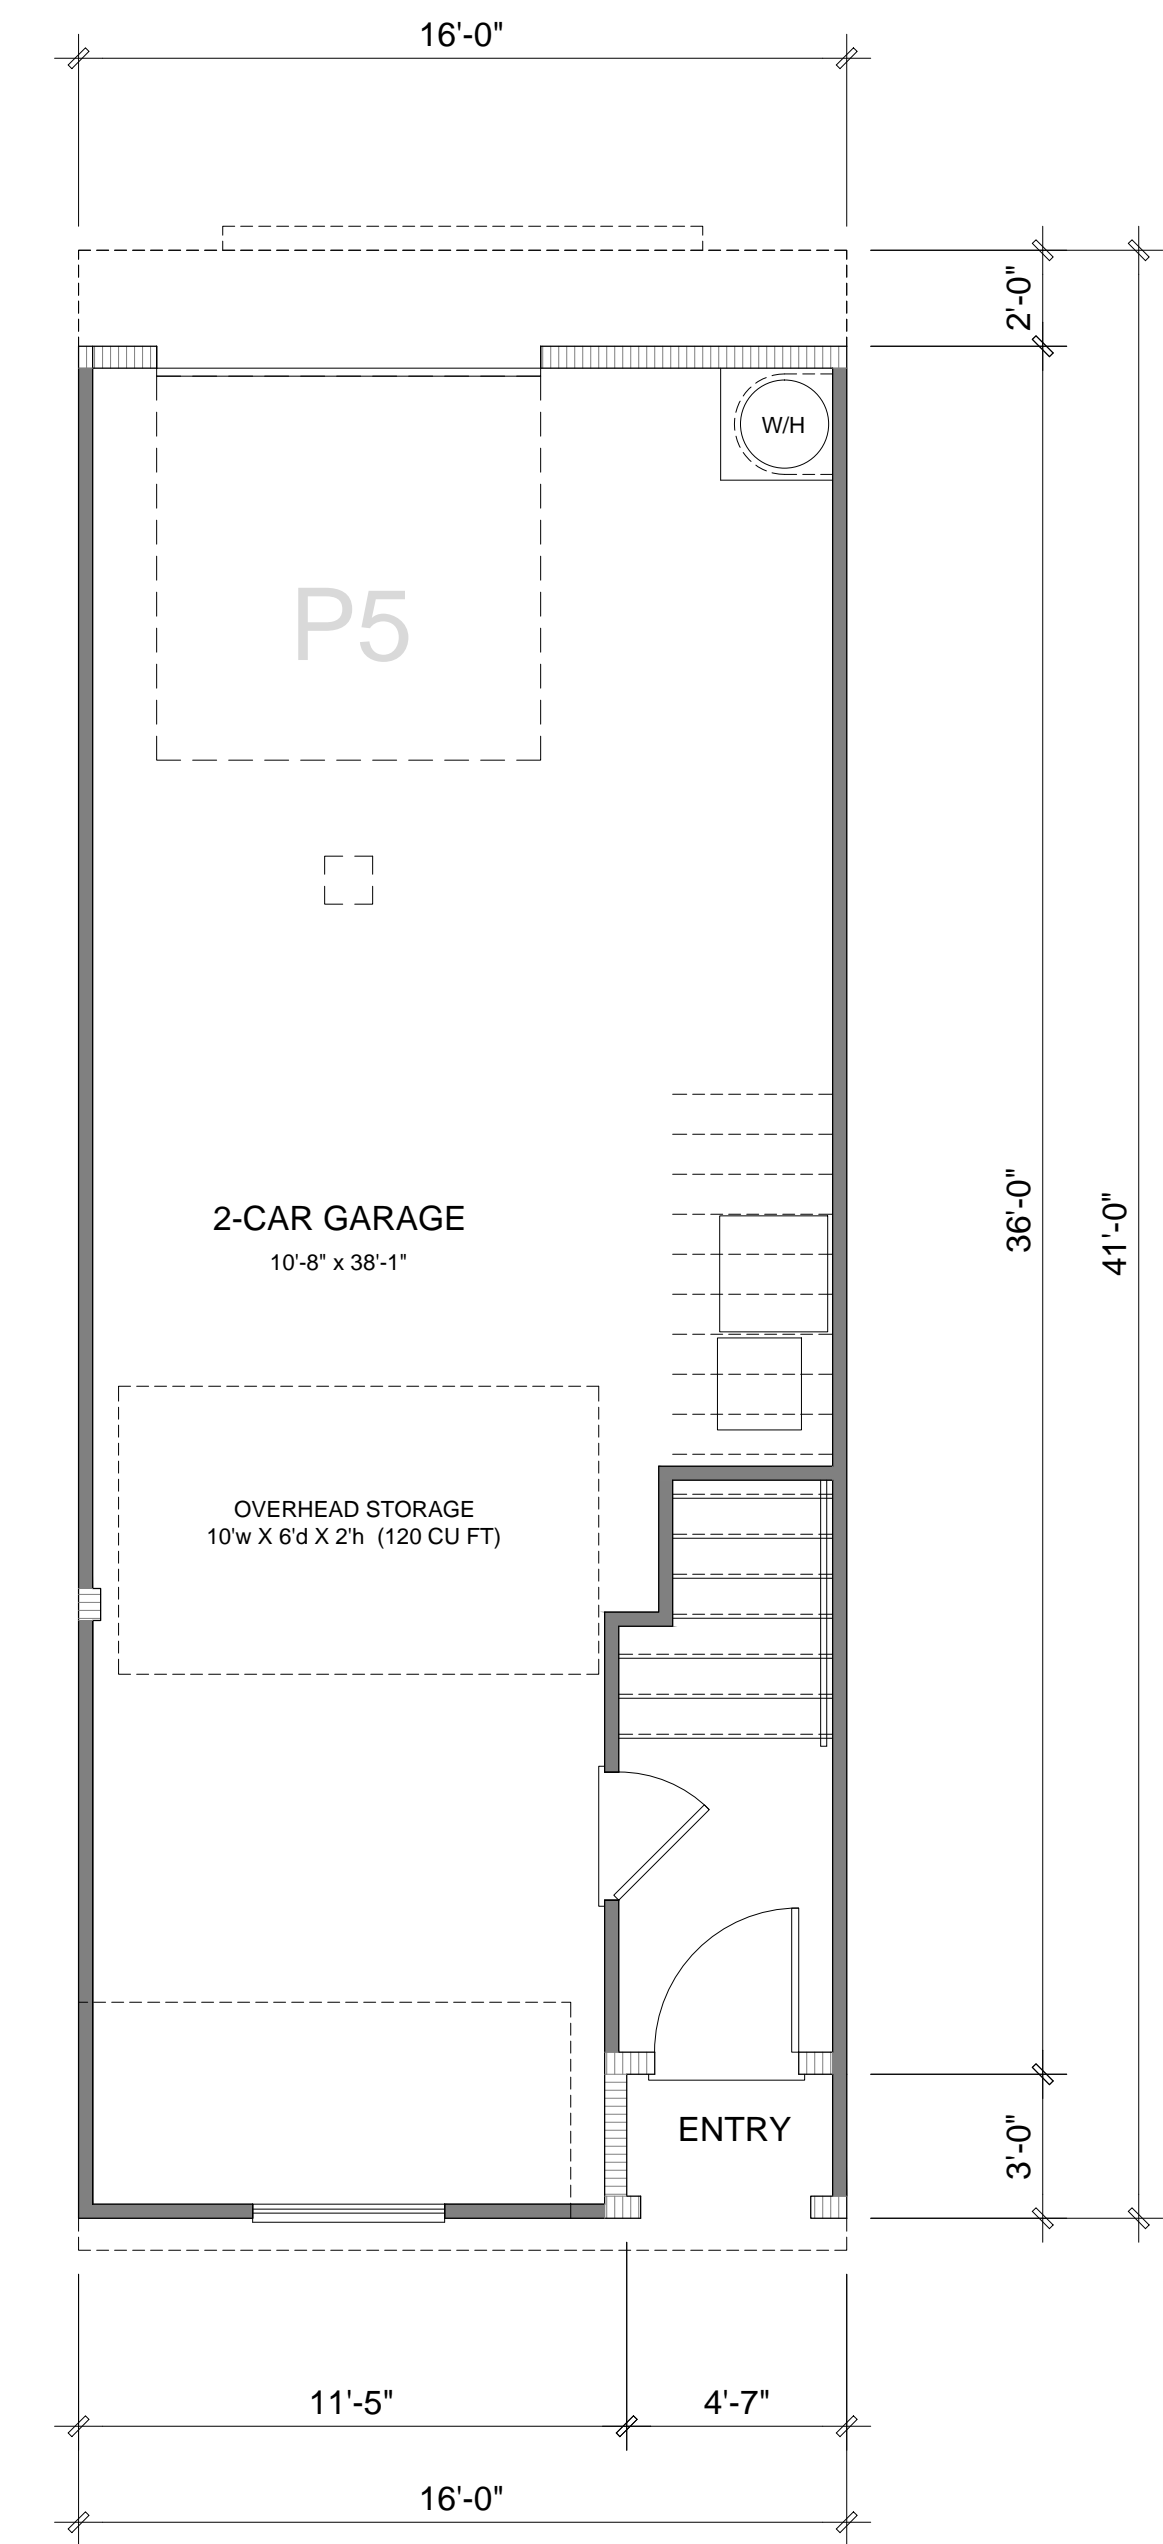 16'-0"
2'-0"
W/H
P5
36'-0"
41'-0"
2-CAR GARAGE
10'-8" x 38'-1"
OVERHEAD STORAGE
10'w X 6'd X 2'h (120 CU FT)
ENTRY
3'-0"
11'-5"
4'-7"
16'-0"